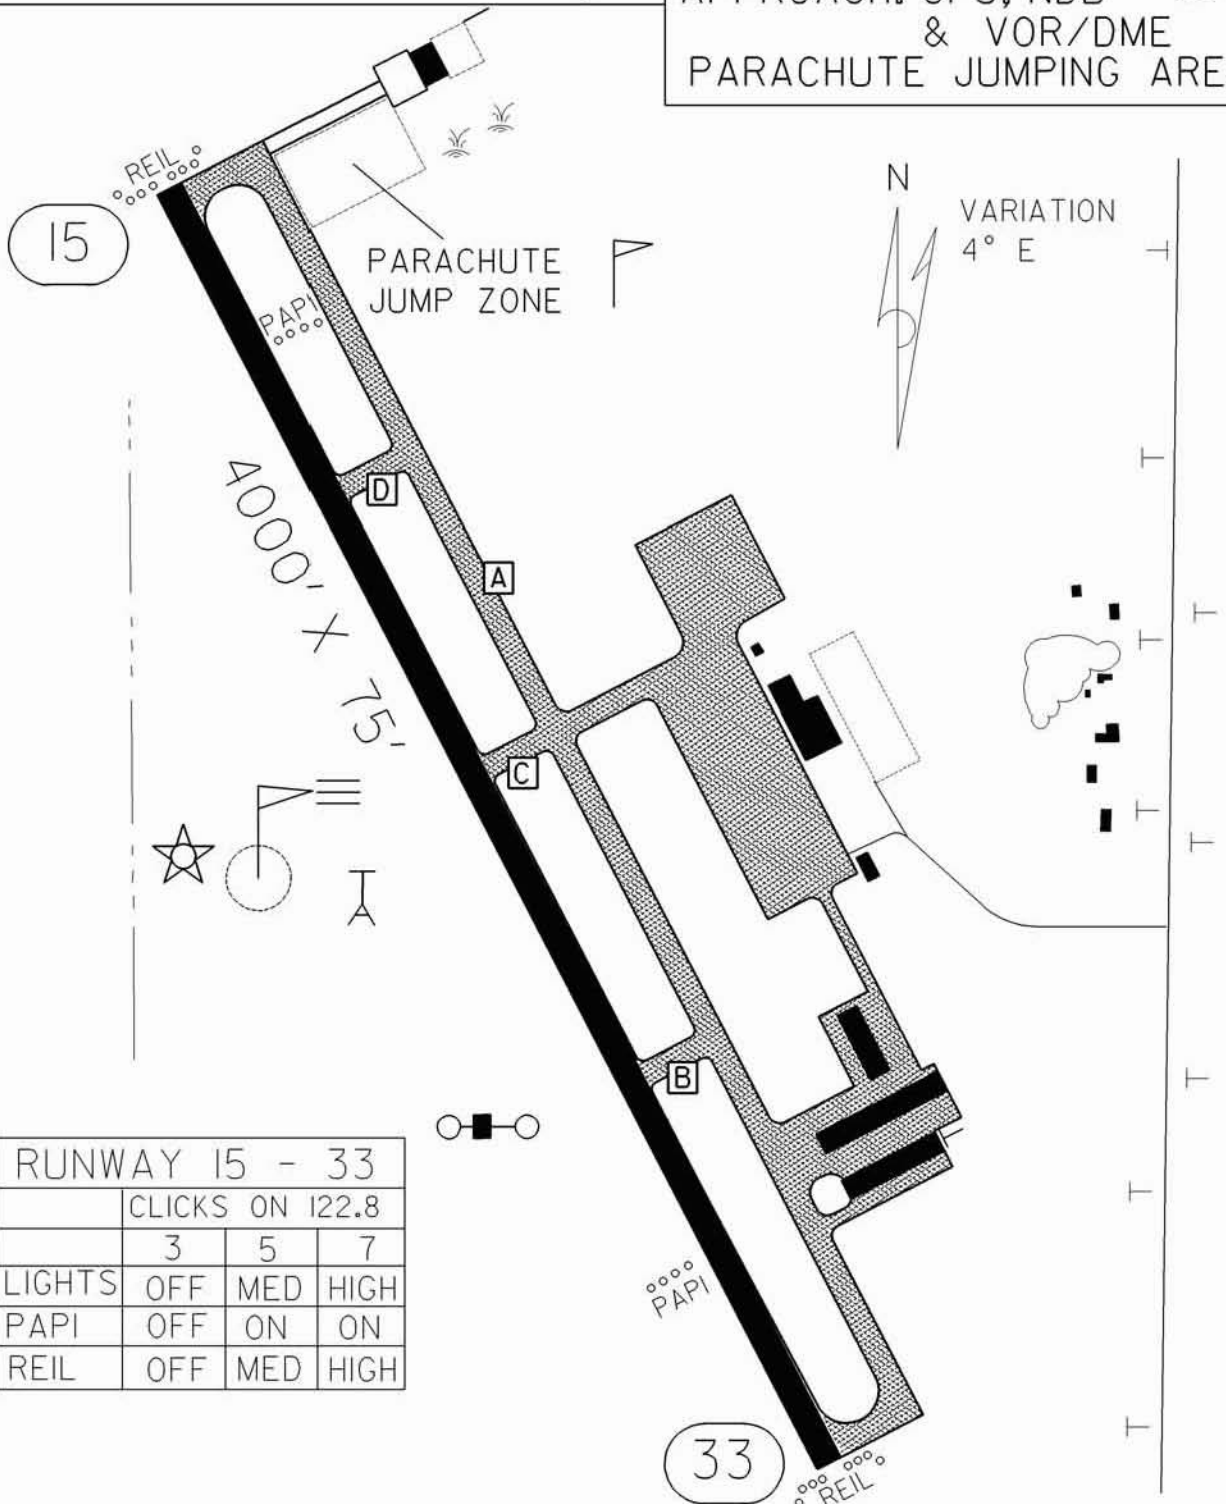 & VOR/DME
PARACHUTE JUMPING ARE
REIL
15
N
VARIATION
4° E
PARACHUTE
JUMP ZONE
PAPI
4000' X 75'
D
A
C
B
RUNWAY 15 - 33
CLICKS ON 122.8
3 5 7
LIGHTS OFF MED HIGH
PAPI OFF ON ON
REIL OFF MED HIGH
PAPI
33
REIL